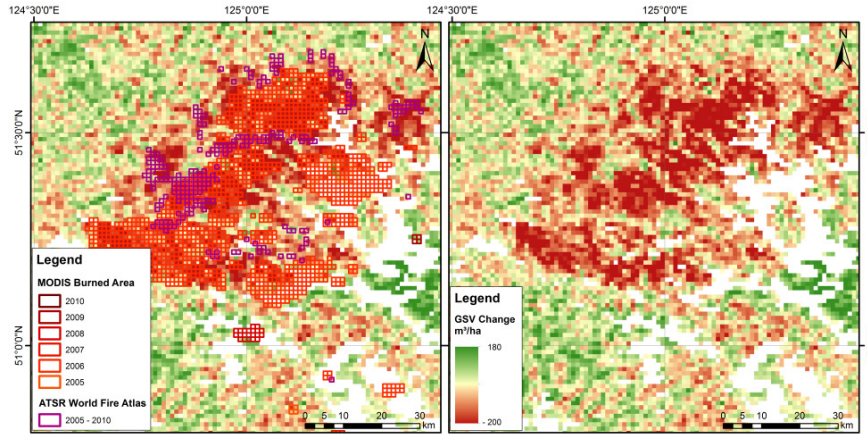 124°30'0"E 125°0'0"E 124°30'0"E 125°0'0"E
N N
51°30'0"N
51°0'0"N
Legend
MODIS Burned Area
2010
2009
2008
2007
2006
2005
ATSR World Fire Atlas
2005 - 2010
0 5 10 20 30
km
Legend
GSV Change
m³/ha
180
- 200
0 5 10 20 30
km